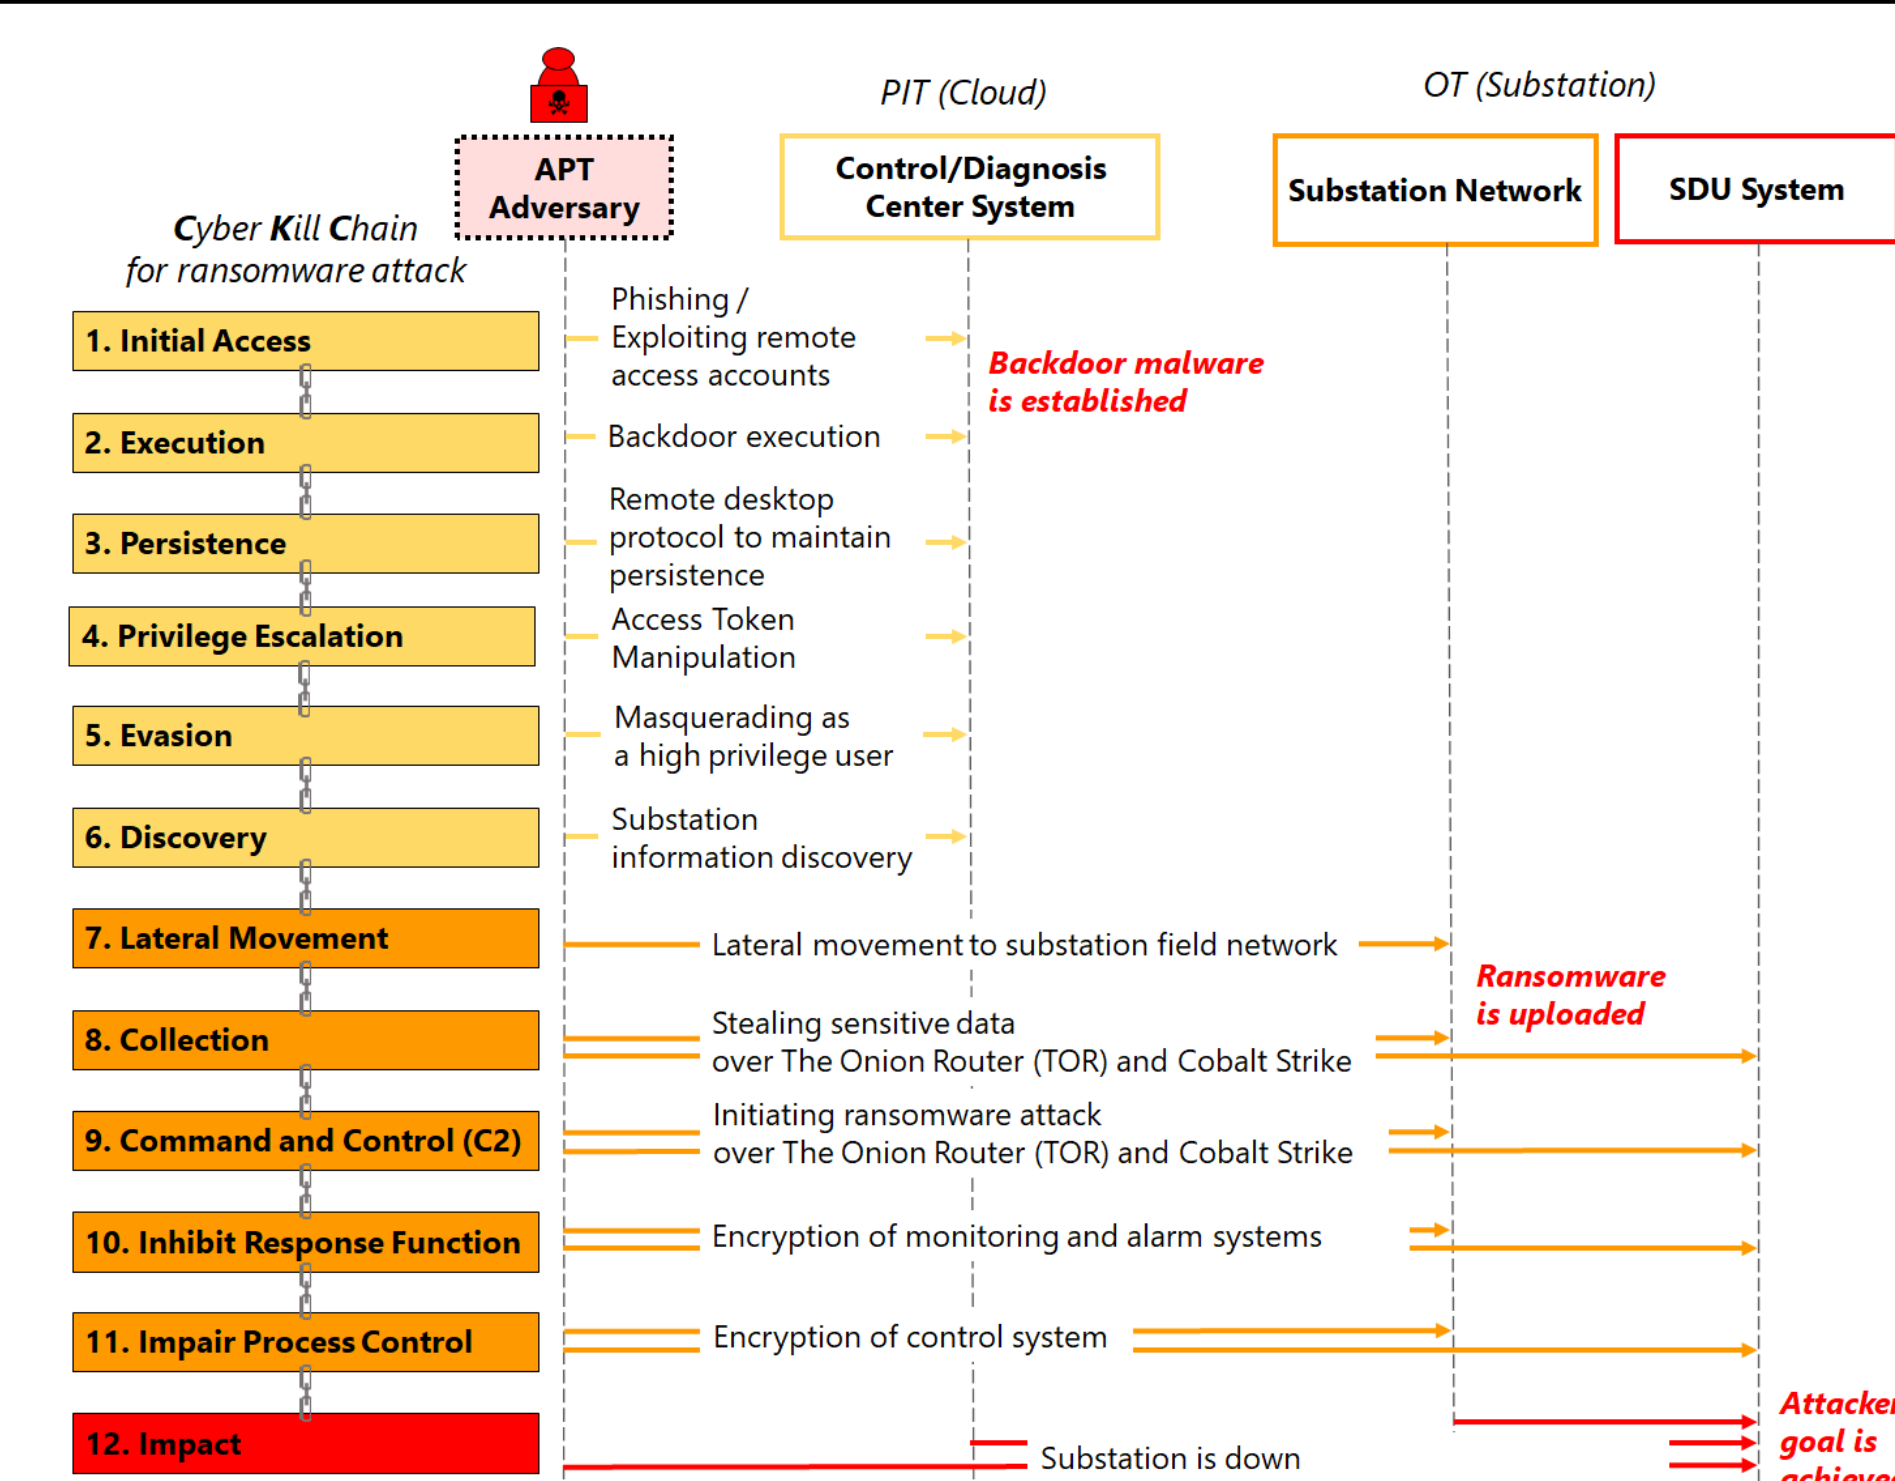 PIT (Cloud)
OT (Substation)
APT
Adversary
Control/Diagnosis
Center System
Substation Network
SDU System
Cyber Kill Chain
for ransomware attack
1. Initial Access
Phishing /
Exploiting remote
access accounts
Backdoor malware
is established
2. Execution
Backdoor execution
3. Persistence
Remote desktop
protocol to maintain
persistence
4. Privilege Escalation
Access Token
Manipulation
5. Evasion
Masquerading as
a high privilege user
6. Discovery
Substation
information discovery
7. Lateral Movement
Lateral movement to substation field network
Ransomware
is uploaded
8. Collection
Stealing sensitive data
over The Onion Router (TOR) and Cobalt Strike
9. Command and Control (C2)
Initiating ransomware attack
over The Onion Router (TOR) and Cobalt Strike
10. Inhibit Response Function
Encryption of monitoring and alarm systems
11. Impair Process Control
Encryption of control system
12. Impact
Substation is down
Attacker
goal is